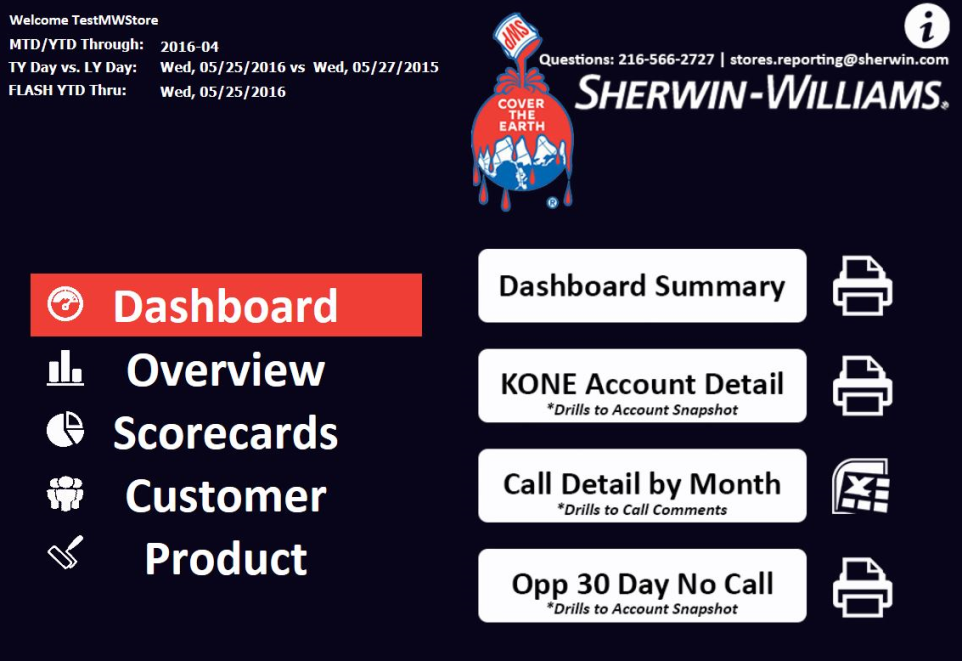 Welcome TestMWStore
MTD/YTD Through: 2016-04
TY Day vs. LY Day: Wed, 05/25/2016 vs Wed, 05/27/2015
FLASH YTD Thru: Wed, 05/25/2016
i
SWP
Questions: 216-566-2727 | stores.reporting@sherwin.com
SHERWIN-WILLIAMS.
COVER
THE
EARTH
®
Dashboard
Overview
Scorecards
Customer
Product
Dashboard Summary
KONE Account Detail
*Drills to Account Snapshot
Call Detail by Month
*Drills to Call Comments
X
Opp 30 Day No Call
*Drills to Account Snapshot